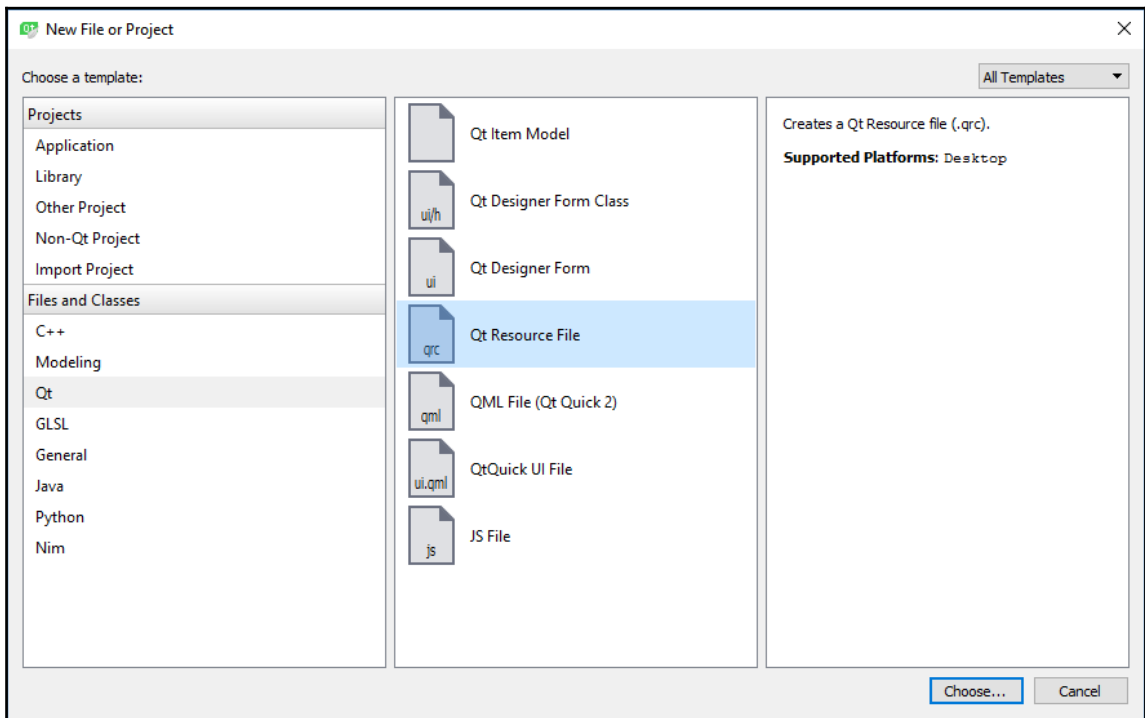 Qt
New File or Project
Choose a template:
All Templates
Projects
Application
Library
Other Project
Non-Qt Project
Import Project
Files and Classes
C++
Modeling
Qt
GLSL
General
Java
Python
Nim
Qt Item Model
ui/h
Qt Designer Form Class
ui
Qt Designer Form
qrc
Qt Resource File
qml
QML File (Qt Quick 2)
ui.qml
QtQuick UI File
js
JS File
Creates a Qt Resource file (.qrc).
Supported Platforms: Desktop
Choose...
Cancel